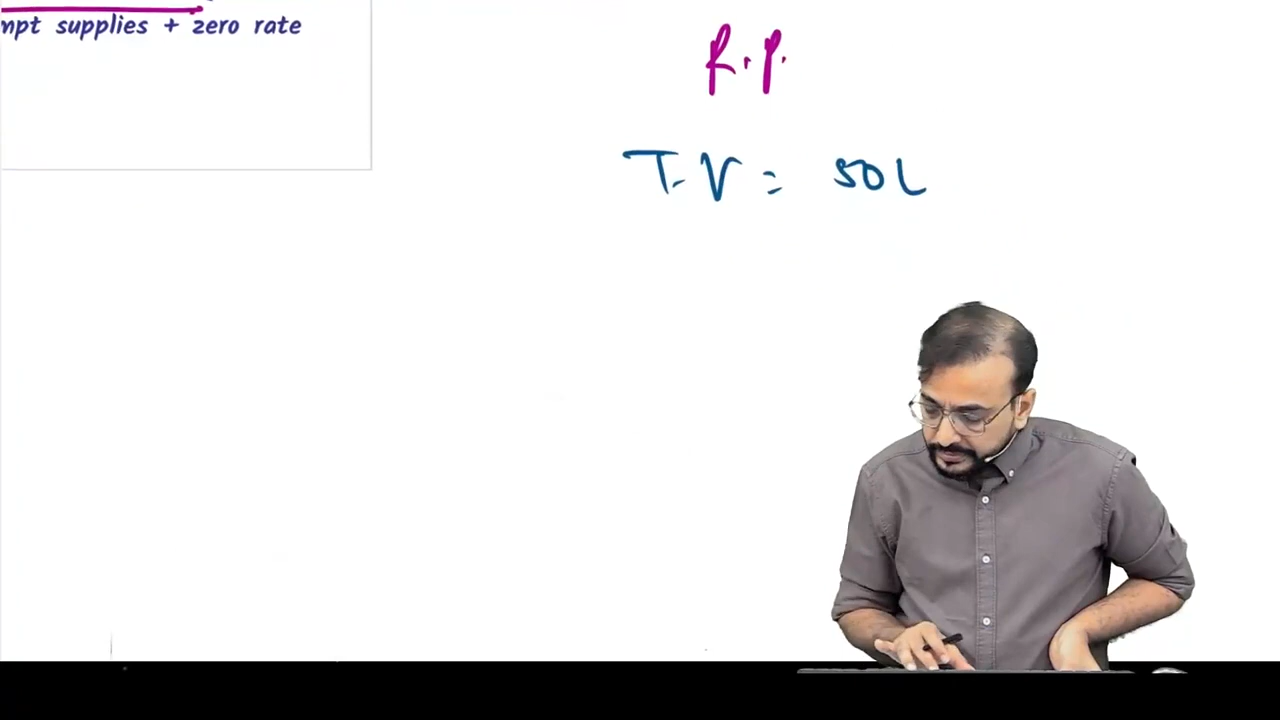 mpt supplies + zero rate
R.P.
T.V = 50L